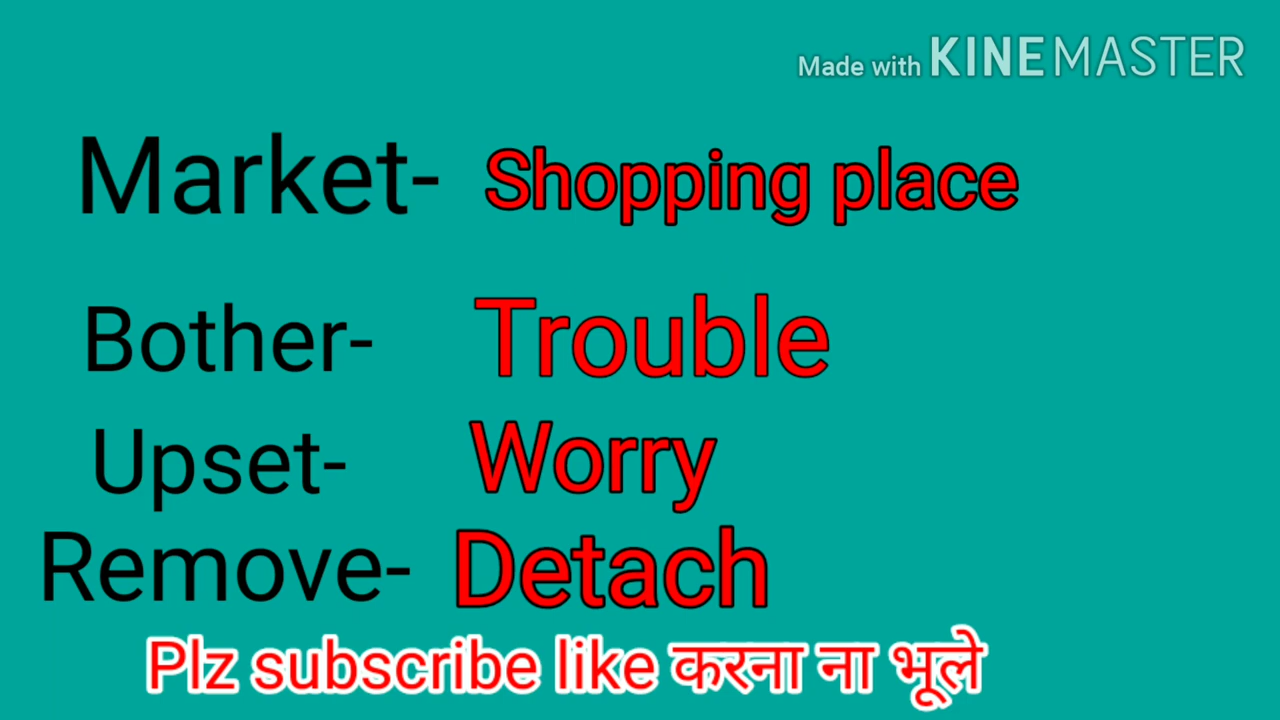 Made with KINEMASTER
Market- Shopping place
Bother- Trouble
Upset- Worry
Remove- Detach
Plz subscribe like करना ना भूले